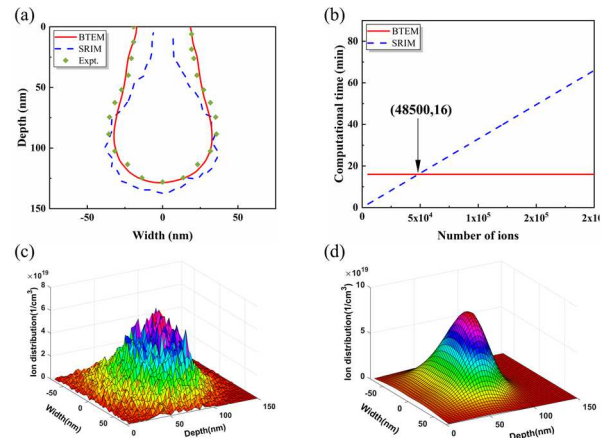 (a)
BTEM
SRIM
Expt.
0
50
100
150
Depth (nm)
-50
0
50
Width (nm)
(b)
BTEM
SRIM
80
60
40
20
0
Computational time (min)
(48500,16)
0
5x10⁴
1x10⁵
2x10⁵
2x10⁵
Number of ions
(c)
×10¹⁹
8
6
4
2
0
Ion distribution(1/cm³)
-50
0
50
Width(nm)
0
50
100
150
Depth(nm)
(d)
×10¹⁹
10
5
0
Ion distribution(1/cm³)
-50
0
50
Width(nm)
0
50
100
150
Depth(nm)